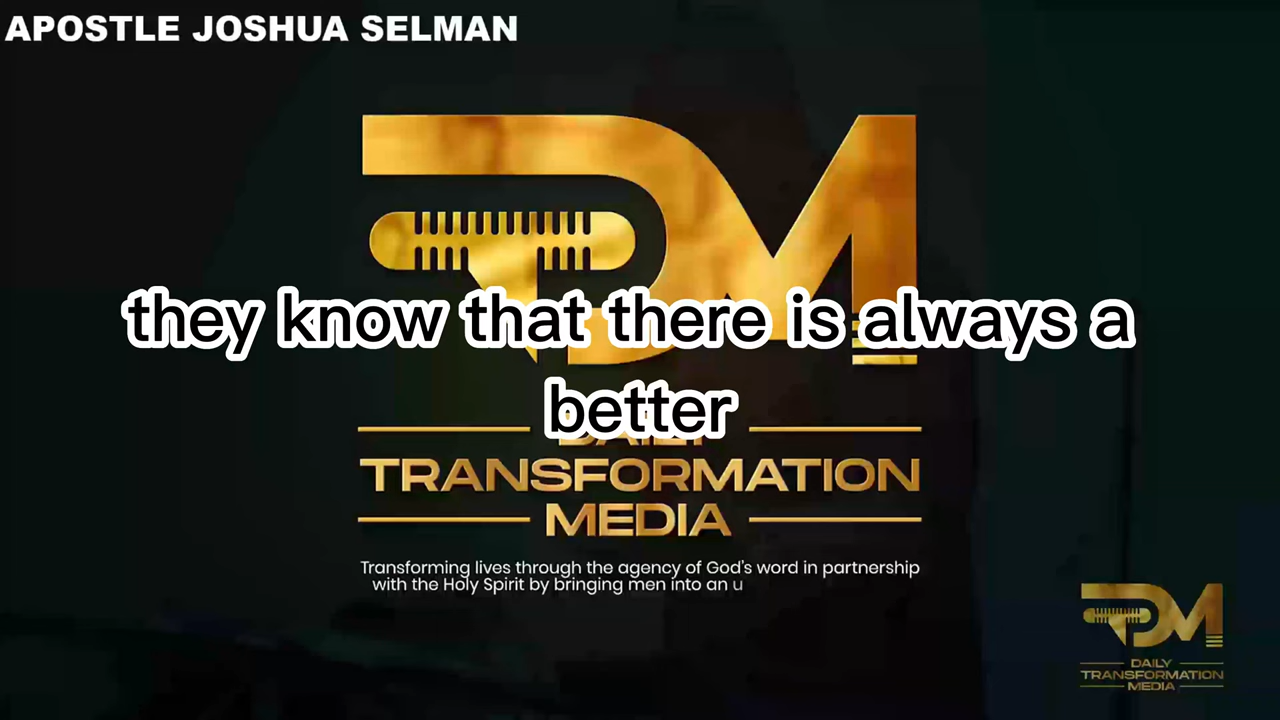 APOSTLE JOSHUA SELMAN
they know that there is always a
better
DAILY
TRANSFORMATION
MEDIA
Transforming lives through the agency of God's word in partnership
with the Holy Spirit by bringing men into an u
DAILY
TRANSFORMATION
MEDIA